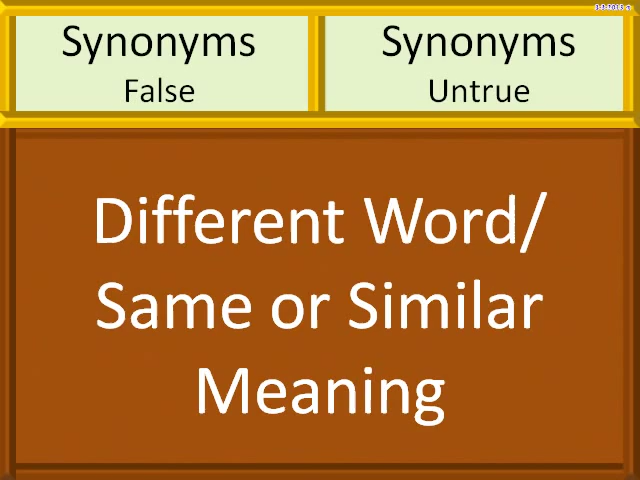 Synonyms
False
Synonyms
Untrue
Different Word/
Same or Similar
Meaning